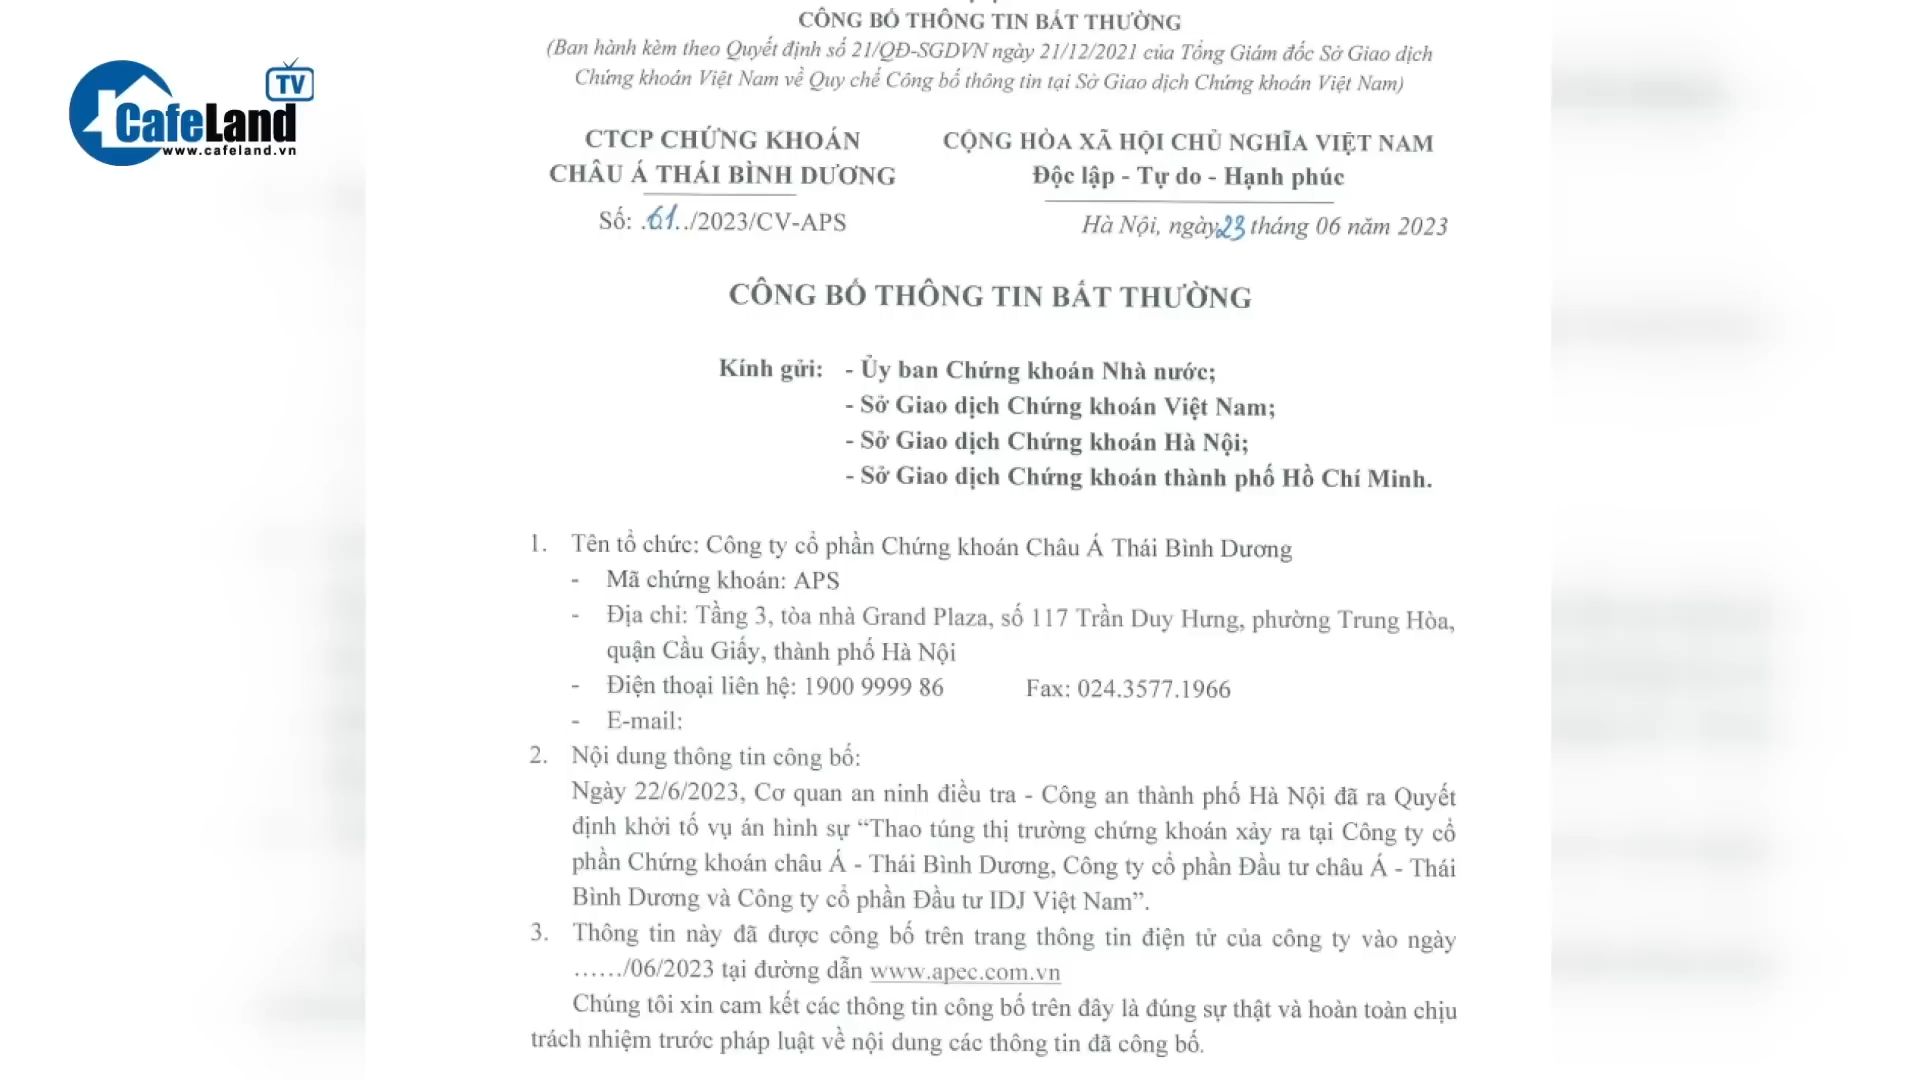 CÔNG BỐ THÔNG TIN BẤT THƯỜNG
(Ban hành kèm theo Quyết định số 21/QĐ-SGDVN ngày 21/12/2021 của Tổng Giám đốc Sở Giao dịch
Chứng khoán Việt Nam về Quy chế Công bố thông tin tại Sở Giao dịch Chứng khoán Việt Nam)
TV
CafeLand
www.cafeland.vn
CTCP CHỨNG KHOÁN
CHÂU Á THÁI BÌNH DƯƠNG
Số: .61../2023/CV-APS
CỘNG HÒA XÃ HỘI CHỦ NGHĨA VIỆT NAM
Độc lập - Tự do - Hạnh phúc
Hà Nội, ngày 23 tháng 06 năm 2023
CÔNG BỐ THÔNG TIN BẤT THƯỜNG
Kính gửi: - Ủy ban Chứng khoán Nhà nước;
- Sở Giao dịch Chứng khoán Việt Nam;
- Sở Giao dịch Chứng khoán Hà Nội;
- Sở Giao dịch Chứng khoán thành phố Hồ Chí Minh.
1. Tên tổ chức: Công ty cổ phần Chứng khoán Châu Á Thái Bình Dương
- Mã chứng khoán: APS
- Địa chỉ: Tầng 3, tòa nhà Grand Plaza, số 117 Trần Duy Hưng, phường Trung Hòa,
quận Cầu Giấy, thành phố Hà Nội
- Điện thoại liên hệ: 1900 9999 86 Fax: 024.3577.1966
- E-mail:
2. Nội dung thông tin công bố:
Ngày 22/6/2023, Cơ quan an ninh điều tra - Công an thành phố Hà Nội đã ra Quyết
định khởi tố vụ án hình sự “Thao túng thị trường chứng khoán xảy ra tại Công ty cổ
phần Chứng khoán châu Á - Thái Bình Dương, Công ty cổ phần Đầu tư châu Á - Thái
Bình Dương và Công ty cổ phần Đầu tư IDJ Việt Nam”.
3. Thông tin này đã được công bố trên trang thông tin điện tử của công ty vào ngày
....../06/2023 tại đường dẫn www.apec.com.vn
Chúng tôi xin cam kết các thông tin công bố trên đây là đúng sự thật và hoàn toàn chịu
trách nhiệm trước pháp luật về nội dung các thông tin đã công bố.